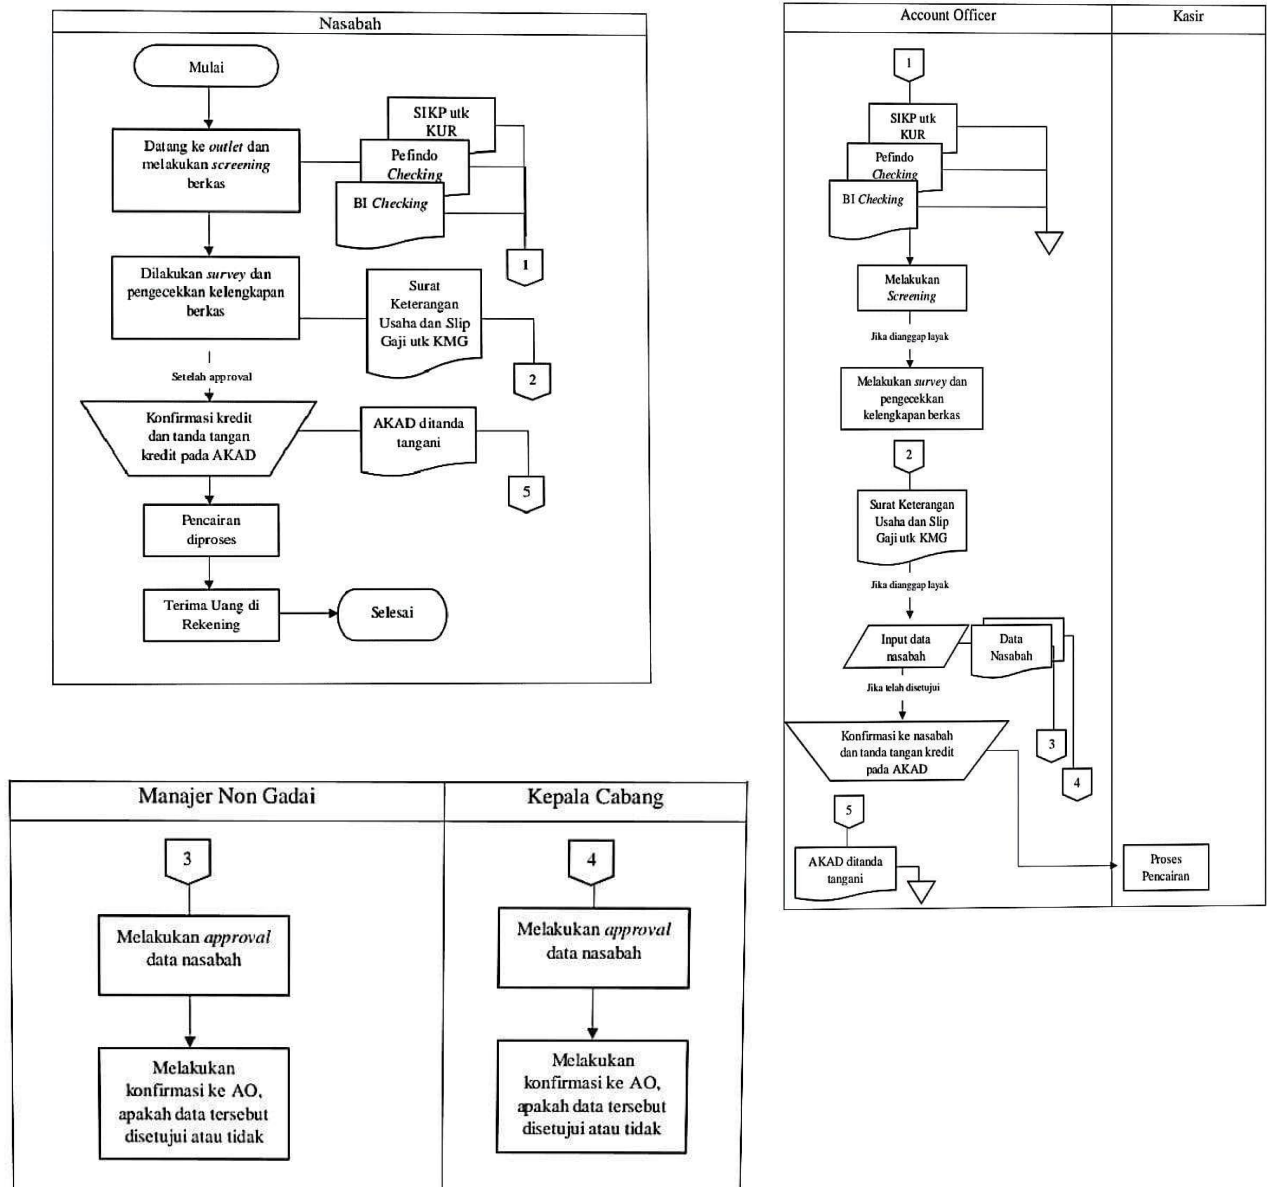 Nasabah
Mulai
Datang ke outlet dan
melakukan screening
berkas
SIKP utk
KUR
Pefindo
Checking
BI Checking
1
Dilakukan survey dan
pengecekkan kelengkapan
berkas
Surat
Keterangan
Usaha dan Slip
Gaji utk KMG
2
Setelah approval
Konfirmasi kredit
dan tanda tangan
kredit pada AKAD
AKAD ditanda
tangani
5
Pencairan
diproses
Terima Uang di
Rekening
Selesai
Account Officer
Kasir
1
SIKP utk
KUR
Pefindo
Checking
BI Checking
Melakukan
Screening
Jika dianggap layak
Melakukan survey dan
pengecekkan
kelengkapan berkas
2
Surat Keterangan
Usaha dan Slip
Gaji utk KMG
Jika dianggap layak
Input data
nasabah
Data
Nasabah
Jika telah disetujui
Konfirmasi ke nasabah
dan tanda tangan kredit
pada AKAD
3
4
5
AKAD ditanda
tangani
Proses
Pencairan
Manajer Non Gadai
Kepala Cabang
3
Melakukan approval
data nasabah
Melakukan
konfirmasi ke AO,
apakah data tersebut
disetujui atau tidak
4
Melakukan approval
data nasabah
Melakukan
konfirmasi ke AO,
apakah data tersebut
disetujui atau tidak